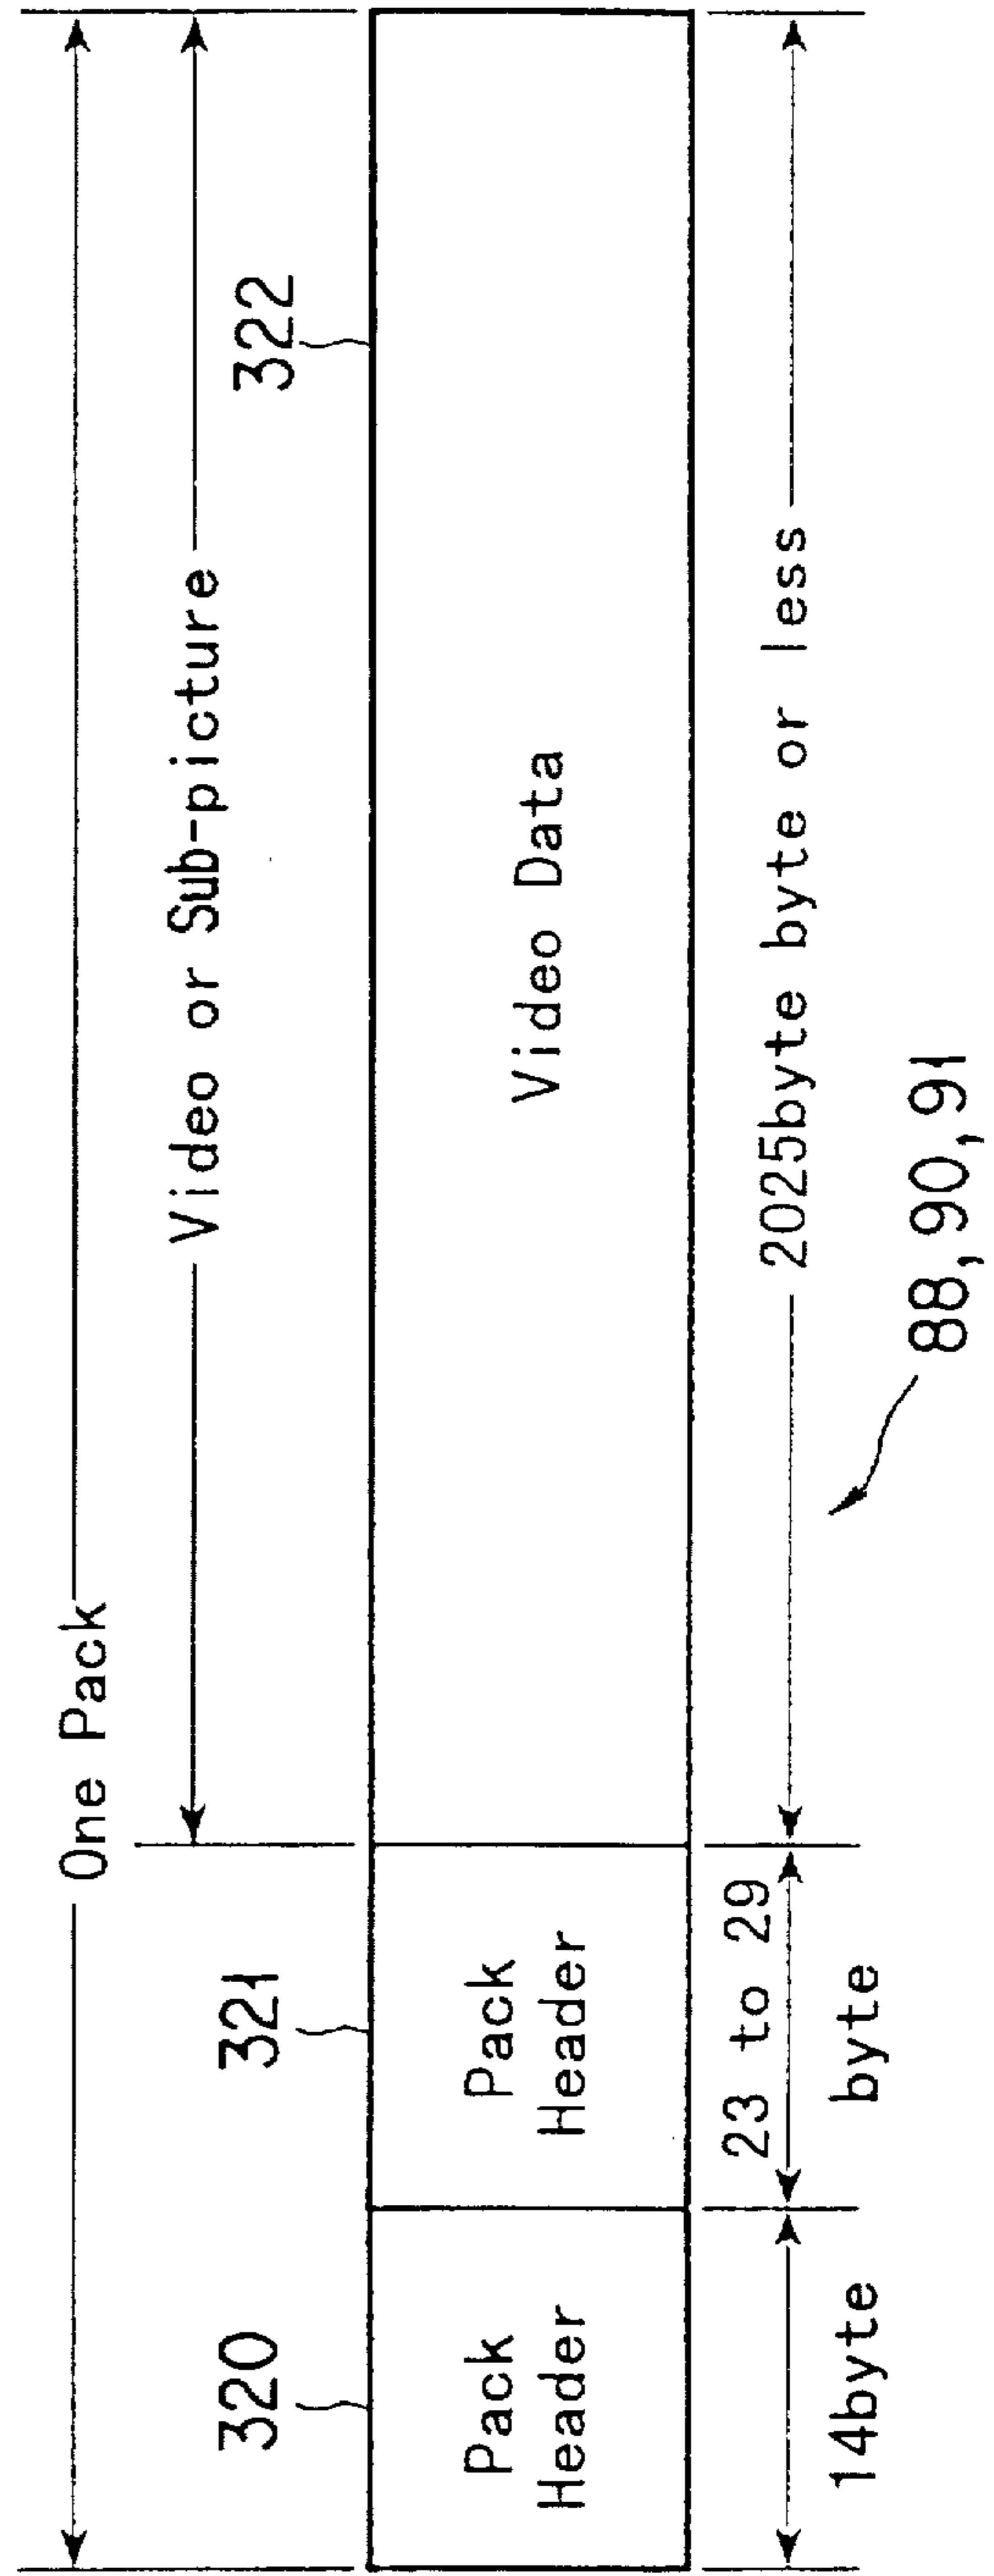 One Pack
Video or Sub-picture
320
321
322
Pack
Header
Pack
Header
Video Data
14byte
23 to 29
byte
2025byte byte or less
88,90,91